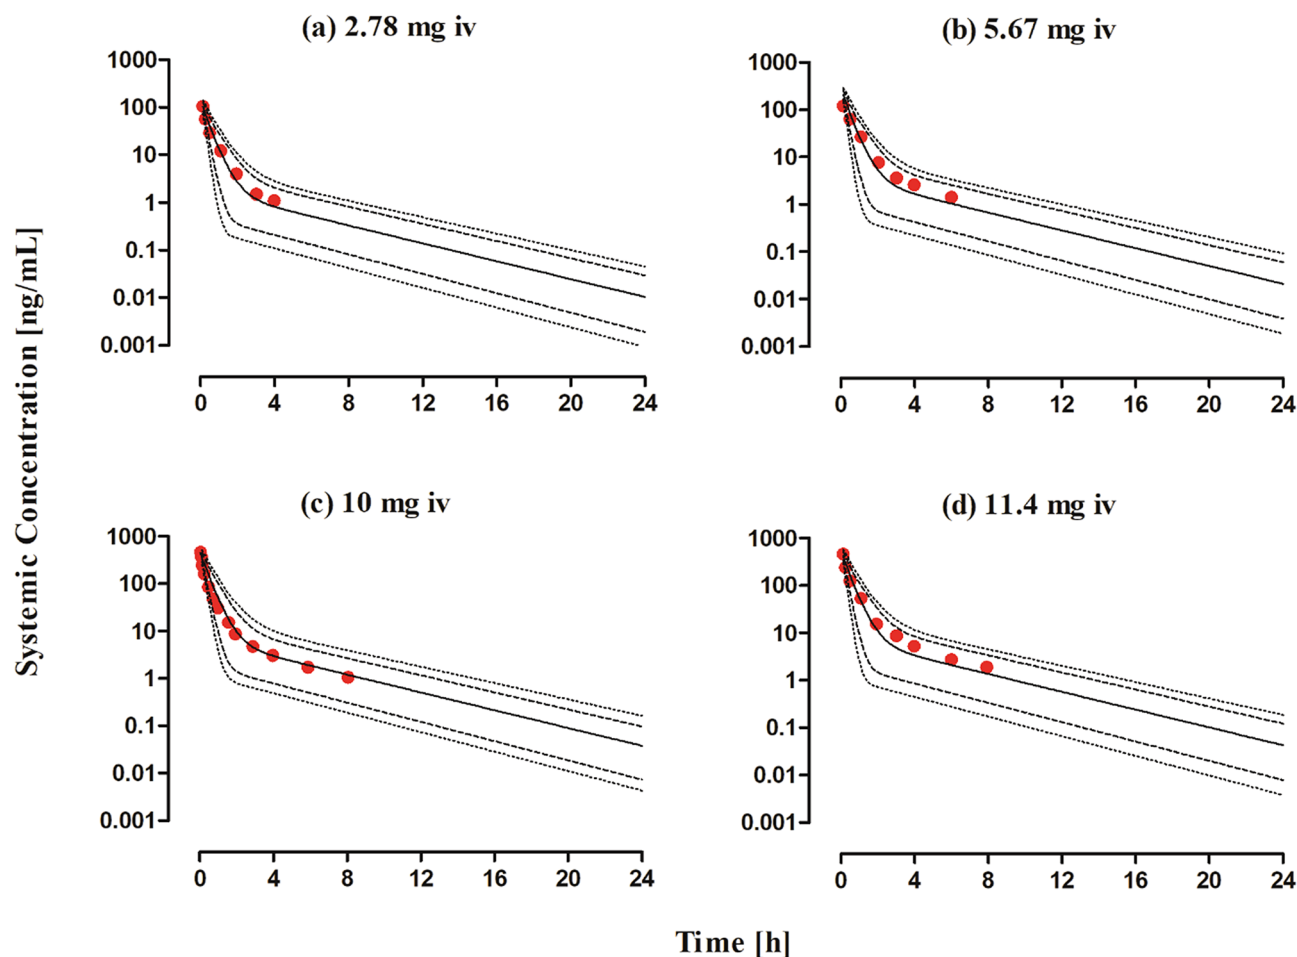 (a) 2.78 mg iv
(b) 5.67 mg iv
1000
100
10
1
0.1
0.01
0.001
0 4 8 12 16 20 24
1000
100
10
1
0.1
0.01
0.001
0 4 8 12 16 20 24
Systemic Concentration [ng/mL]
(c) 10 mg iv
(d) 11.4 mg iv
1000
100
10
1
0.1
0.01
0.001
0 4 8 12 16 20 24
1000
100
10
1
0.1
0.01
0.001
0 4 8 12 16 20 24
Time [h]